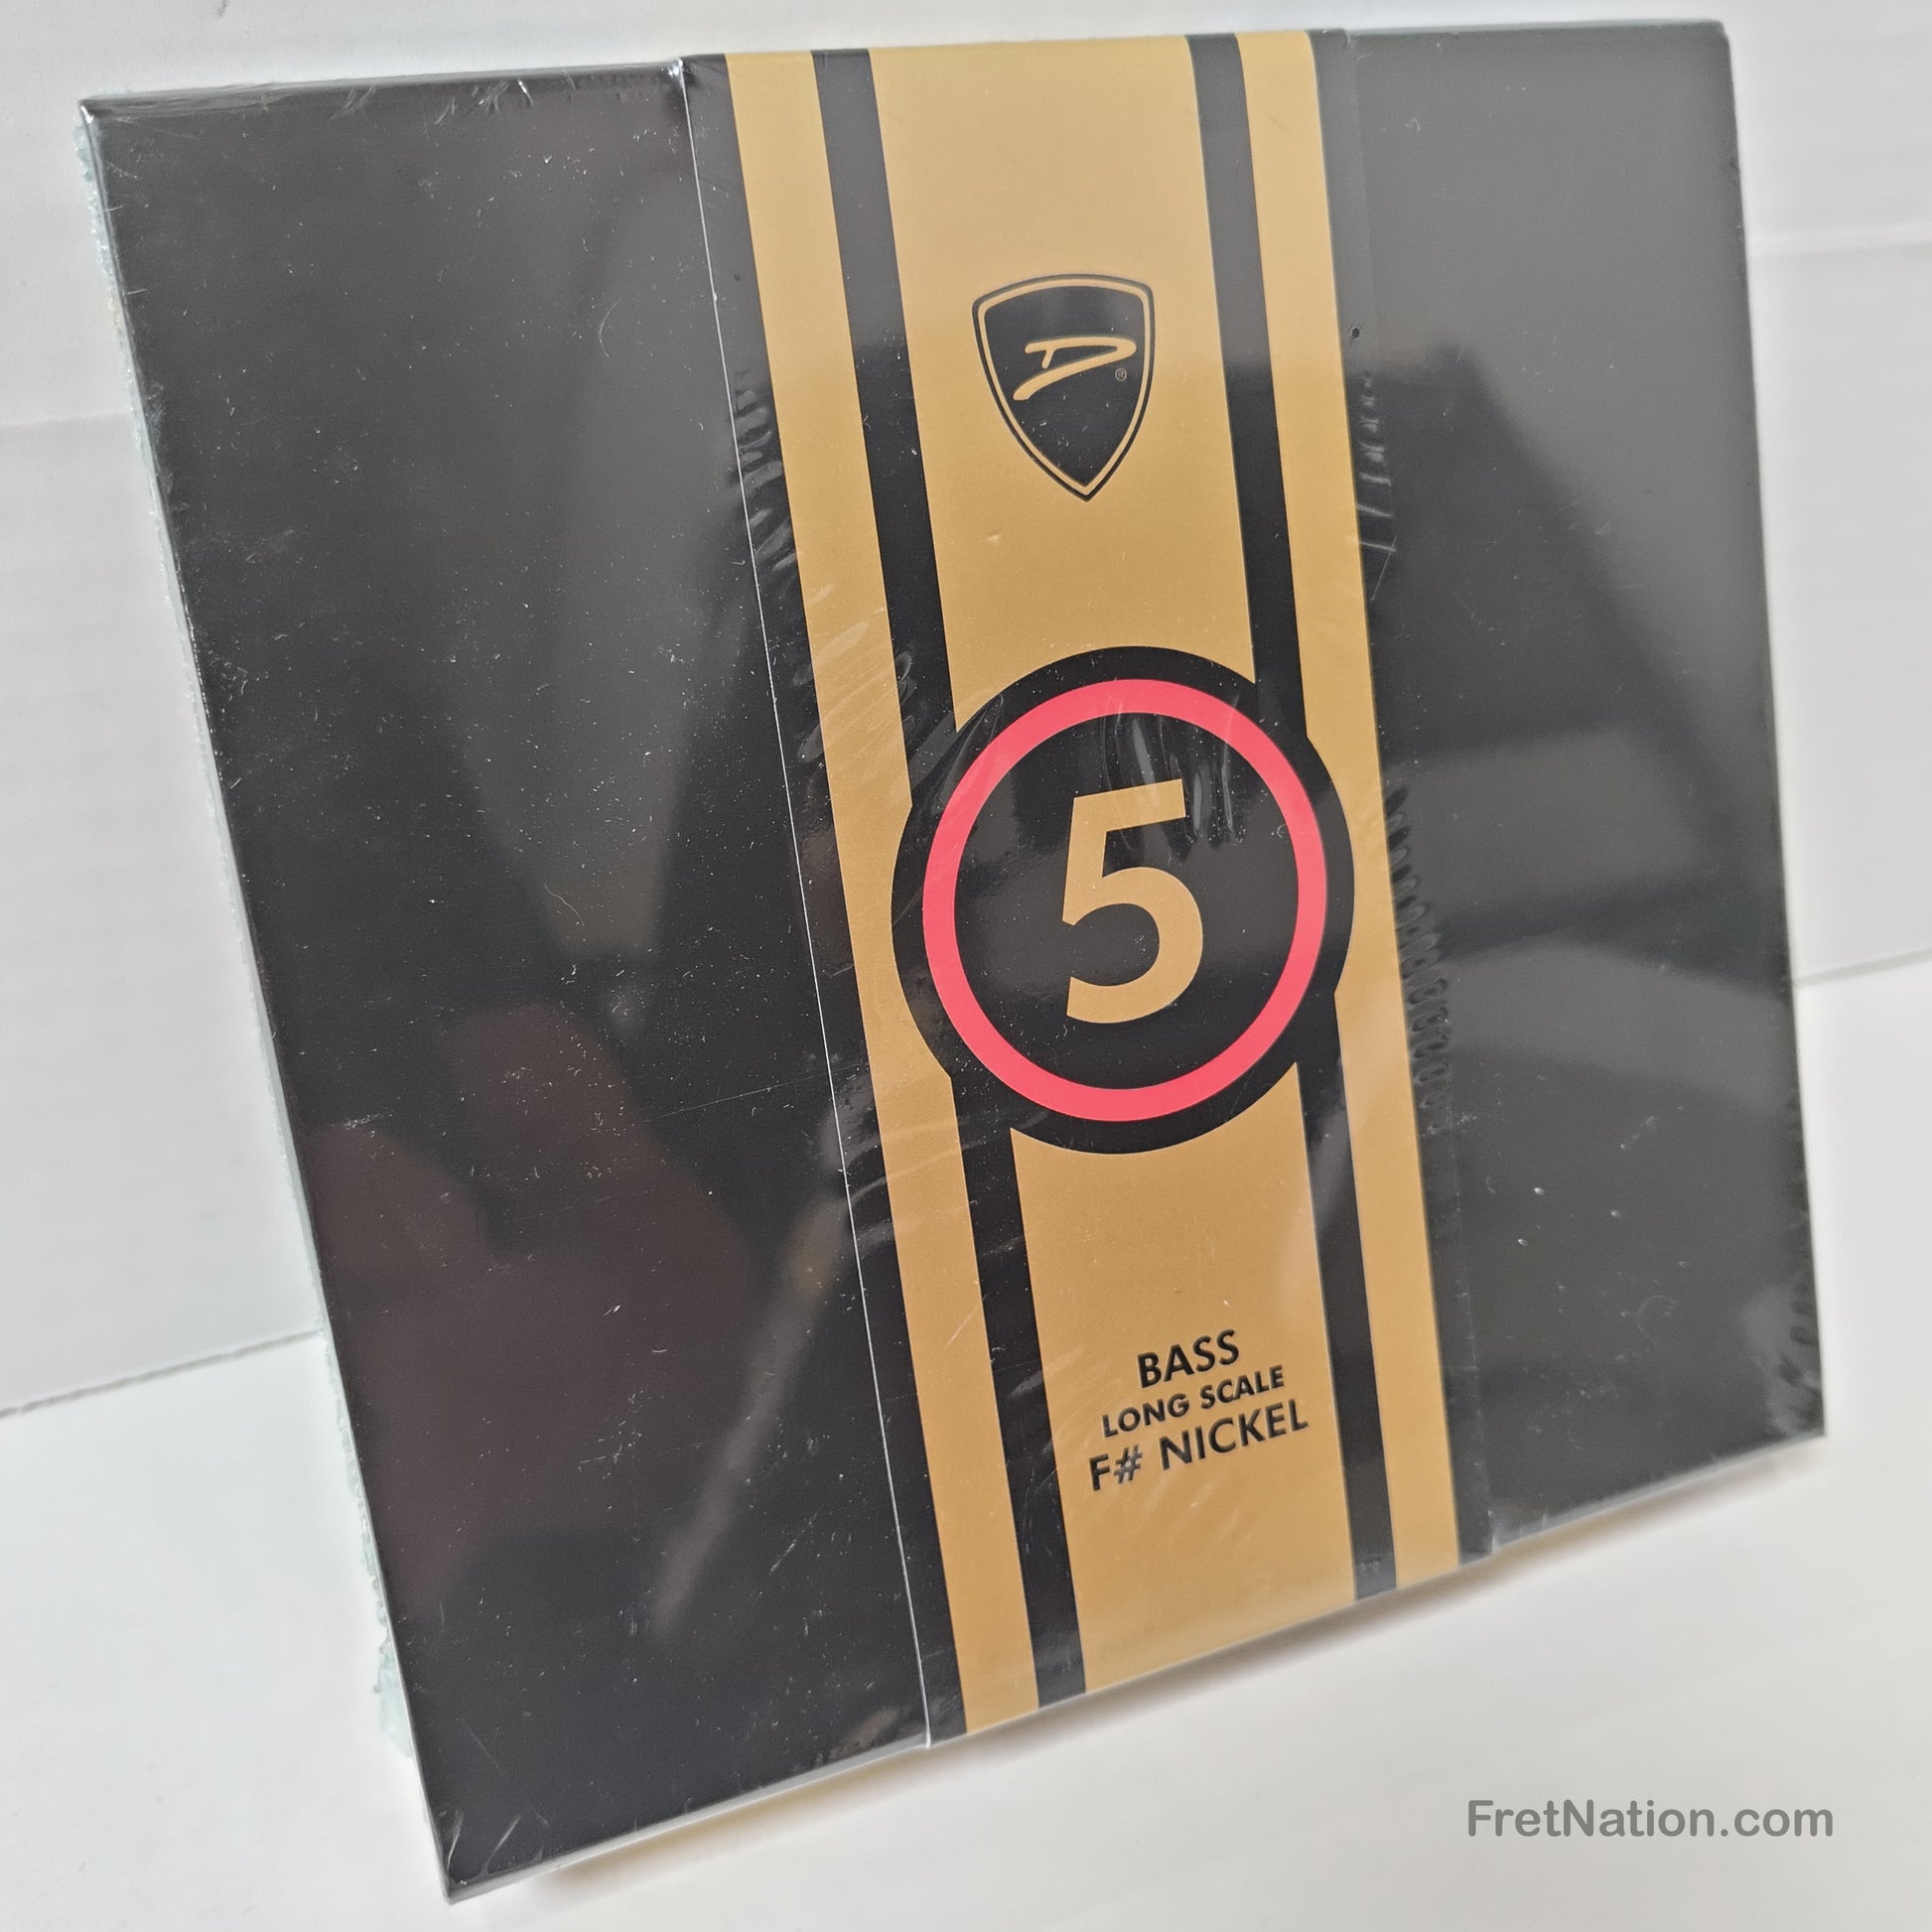 D®
5
BASS
LONG SCALE
F# NICKEL
FretNation.com